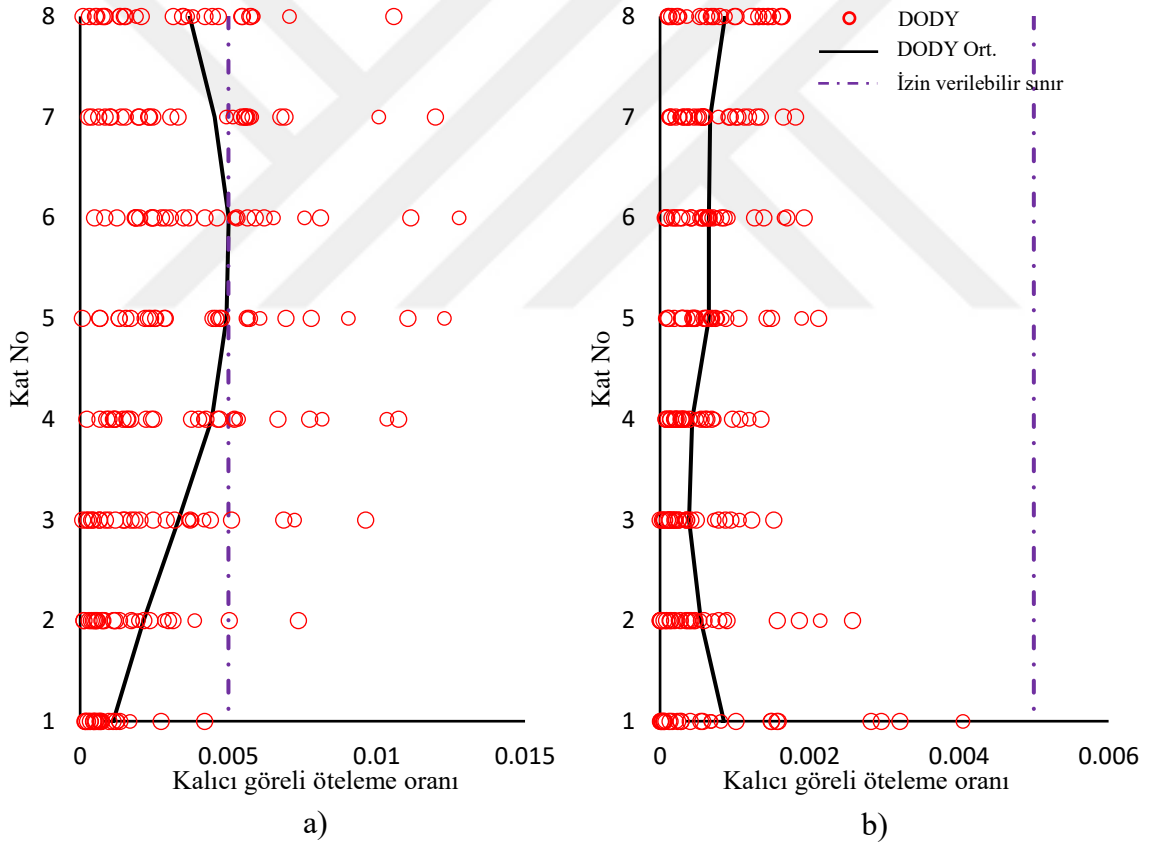 8
7
6
5
4
3
2
1
Kat No
0 0.005 0.01 0.015
Kalıcı göreli öteleme oranı
a)
8
7
6
5
4
3
2
1
Kat No
0 0.002 0.004 0.006
Kalıcı göreli öteleme oranı
b)
DODY
DODY Ort.
İzin verilebilir sınır